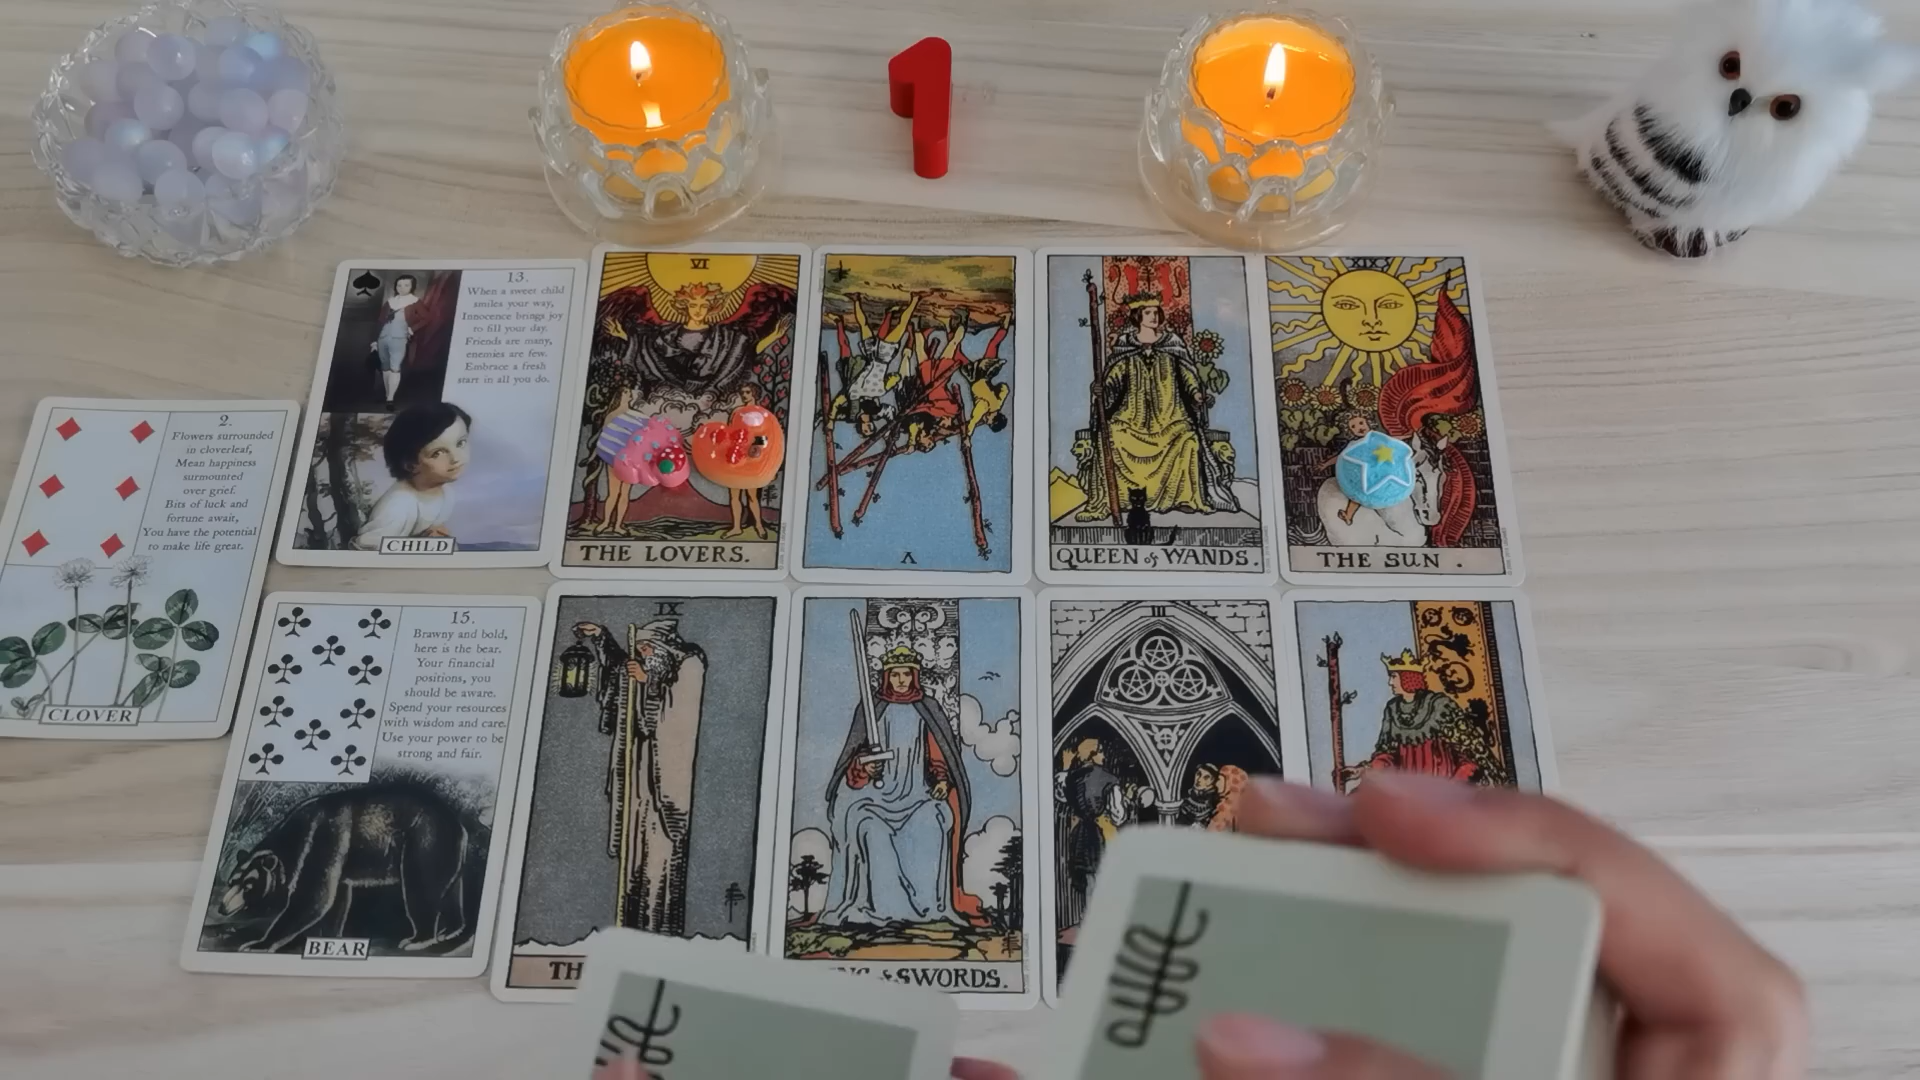 1
13.
When a sweet child
smiles your way,
Innocence brings joy
to fill your day.
Friends are many,
enemies are few.
Embrace a fresh
start in all you do.
CHILD
VI
THE LOVERS.
V
QUEEN of WANDS.
XIX
THE SUN .
2.
Flowers surrounded
in cloverleaf,
Mean happiness
surmounted
over grief.
Bits of luck and
fortune await,
You have the potential
to make life great.
CLOVER
15.
Brawny and bold,
here is the bear.
Your financial
positions, you
should be aware.
Spend your resources
with wisdom and care.
Use your power to be
strong and fair.
BEAR
IX
TH
SWORDS.
III